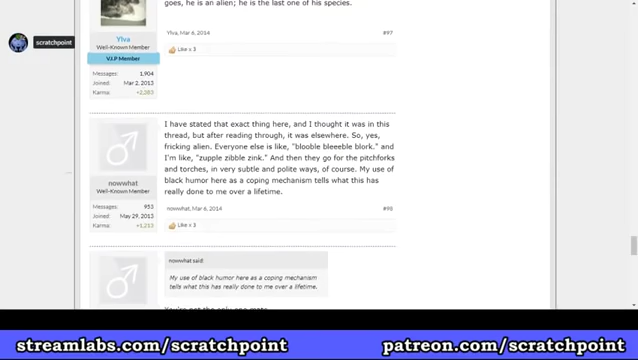 goes, he is an alien; he is the last one of his species.
Ylva
Well-Known Member
V.I.P Member
Messages: 1,904
Joined: Mar 2, 2013
Karma: +2,283
Ylva, Mar 6, 2014 #97
Like x 3
scratchpoint
I have stated that exact thing here, and I thought it was in this
thread, but after reading through, it was elsewhere. So, yes,
fricking alien. Everyone else is like, "blooble bleeeble blork." and
I'm like, "zupple zibble zink." And then they go for the pitchforks
and torches, in very subtle and polite ways, of course. My use of
black humor here as a coping mechanism tells what this has
really done to me over a lifetime.
nowwhat
Well-Known Member
Messages: 953
Joined: May 29, 2013
Karma: +1,213
nowwhat, Mar 6, 2014 #98
Like x 3
nowwhat said:
My use of black humor here as a coping mechanism
tells what this has really done to me over a lifetime.
You're not the only one mate
streamlabs.com/scratchpoint
patreon.com/scratchpoint